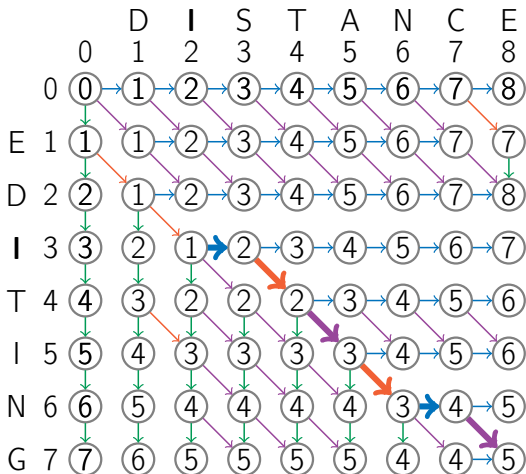 D I S T A N C E
0 1 2 3 4 5 6 7 8
0 0 1 2 3 4 5 6 7 8
E 1 1 1 2 3 4 5 6 7 7
D 2 2 1 2 3 4 5 6 7 8
I 3 3 2 1 2 3 4 5 6 7
T 4 4 3 2 2 2 3 4 5 6
I 5 5 4 3 3 3 3 4 5 6
N 6 6 5 4 4 4 4 3 4 5
G 7 7 6 5 5 5 5 4 4 5